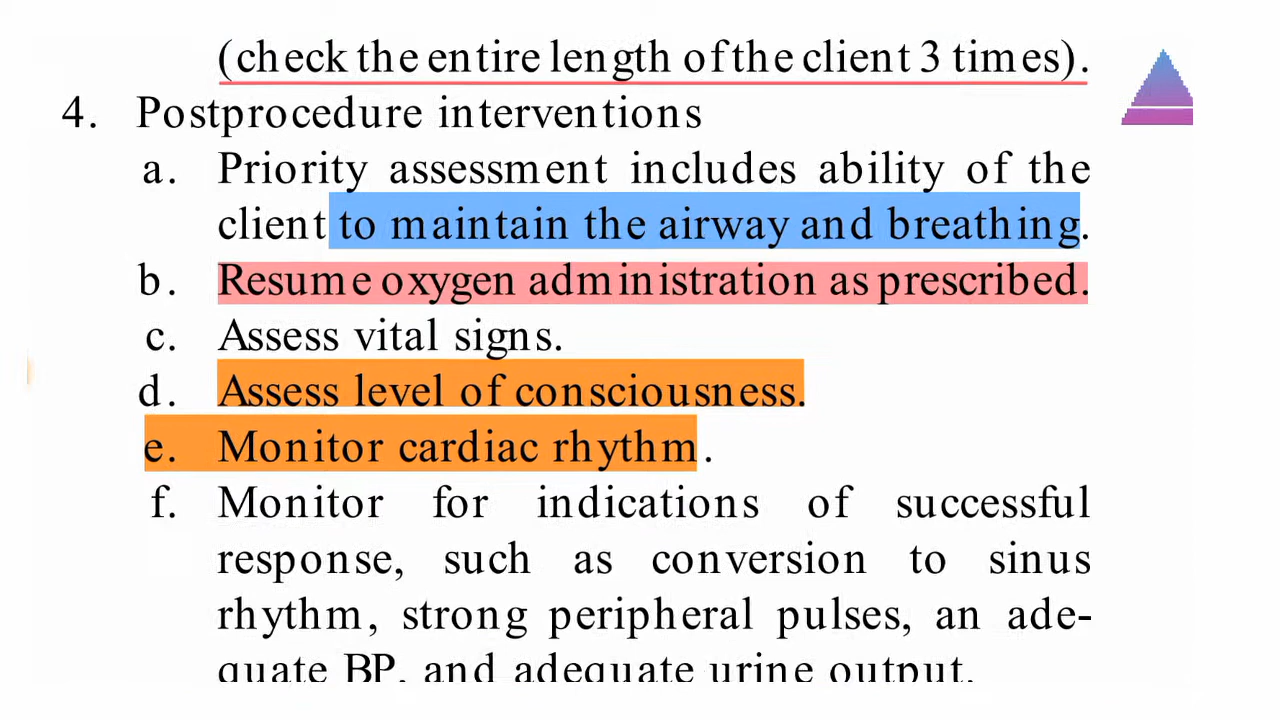 (check the entire length of the client 3 times).
4. Postprocedure interventions
a. Priority assessment includes ability of the
client to maintain the airway and breathing.
b. Resume oxygen administration as prescribed.
c. Assess vital signs.
d. Assess level of consciousness.
e. Monitor cardiac rhythm.
f. Monitor for indications of successful
response, such as conversion to sinus
rhythm, strong peripheral pulses, an ade-
quate BP, and adequate urine output.